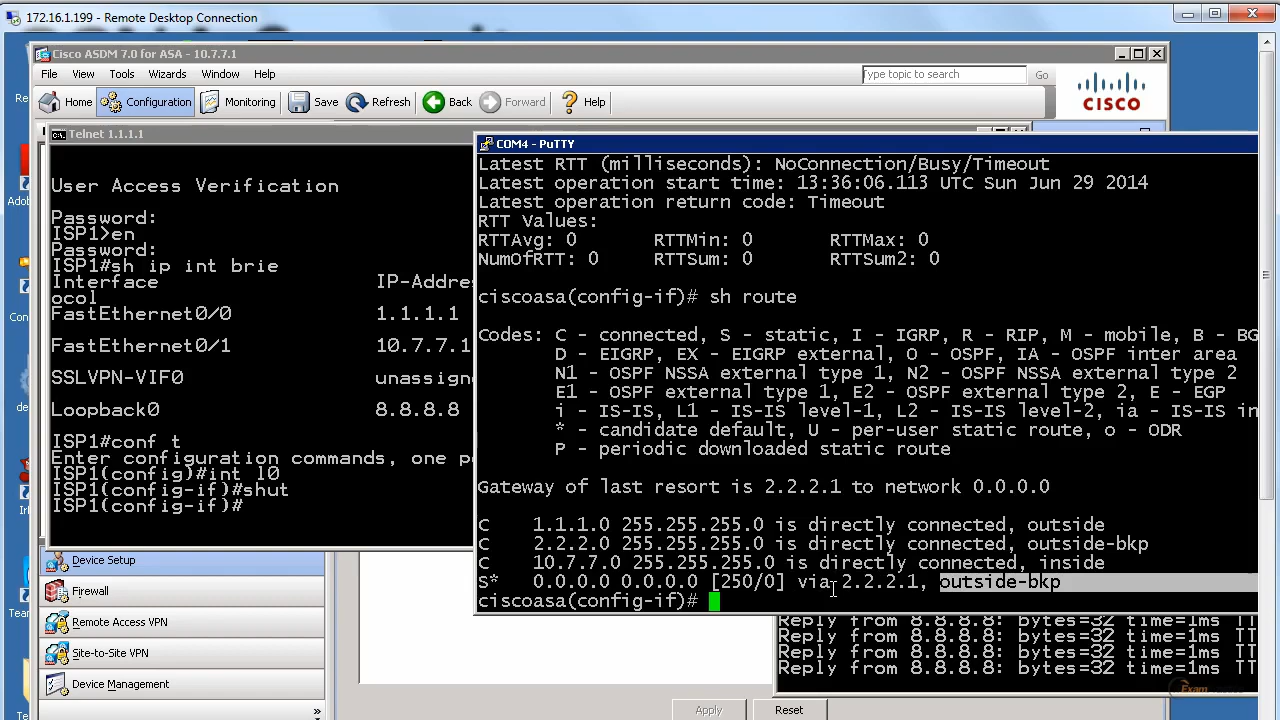 172.16.1.199 - Remote Desktop Connection
Cisco ASDM 7.0 for ASA - 10.7.7.1
File View Tools Wizards Window Help
Type topic to search
Go
Home Configuration Monitoring Save Refresh Back Forward Help
CISCO
Telnet 1.1.1.1
User Access Verification
Password:
ISP1>en
Password:
ISP1#sh ip int brie
Interface IP-Addre
ocol
FastEthernet0/0 1.1.1.1
FastEthernet0/1 10.7.7.1
SSLVPN-VIF0 unassign
Loopback0 8.8.8.8
ISP1#conf t
Enter configuration commands, one p
ISP1(config)#int l0
ISP1(config-if)#shut
ISP1(config-if)#
COM4 - PuTTY
Latest RTT (milliseconds): NoConnection/Busy/Timeout
Latest operation start time: 13:36:06.113 UTC Sun Jun 29 2014
Latest operation return code: Timeout
RTT Values:
RTTAvg: 0 RTTMin: 0 RTTMax: 0
NumOfRTT: 0 RTTSum: 0 RTTSum2: 0
ciscoasa(config-if)# sh route
Codes: C - connected, S - static, I - IGRP, R - RIP, M - mobile, B - BG
D - EIGRP, EX - EIGRP external, O - OSPF, IA - OSPF inter area
N1 - OSPF NSSA external type 1, N2 - OSPF NSSA external type 2
E1 - OSPF external type 1, E2 - OSPF external type 2, E - EGP
i - IS-IS, L1 - IS-IS level-1, L2 - IS-IS level-2, ia - IS-IS in
* - candidate default, U - per-user static route, o - ODR
P - periodic downloaded static route
Gateway of last resort is 2.2.2.1 to network 0.0.0.0
C 1.1.1.0 255.255.255.0 is directly connected, outside
C 2.2.2.0 255.255.255.0 is directly connected, outside-bkp
C 10.7.7.0 255.255.255.0 is directly connected, inside
S* 0.0.0.0 0.0.0.0 [250/0] via 2.2.2.1, outside-bkp
ciscoasa(config-if)#
Device Setup
Firewall
Remote Access VPN
Site-to-Site VPN
Device Management
Reply from 8.8.8.8: bytes=32 time=1ms TT
Reply from 8.8.8.8: bytes=32 time=1ms TT
Reply from 8.8.8.8: bytes=32 time=1ms TT
Reply from 8.8.8.8: bytes=32 time=1ms TT
Apply Reset